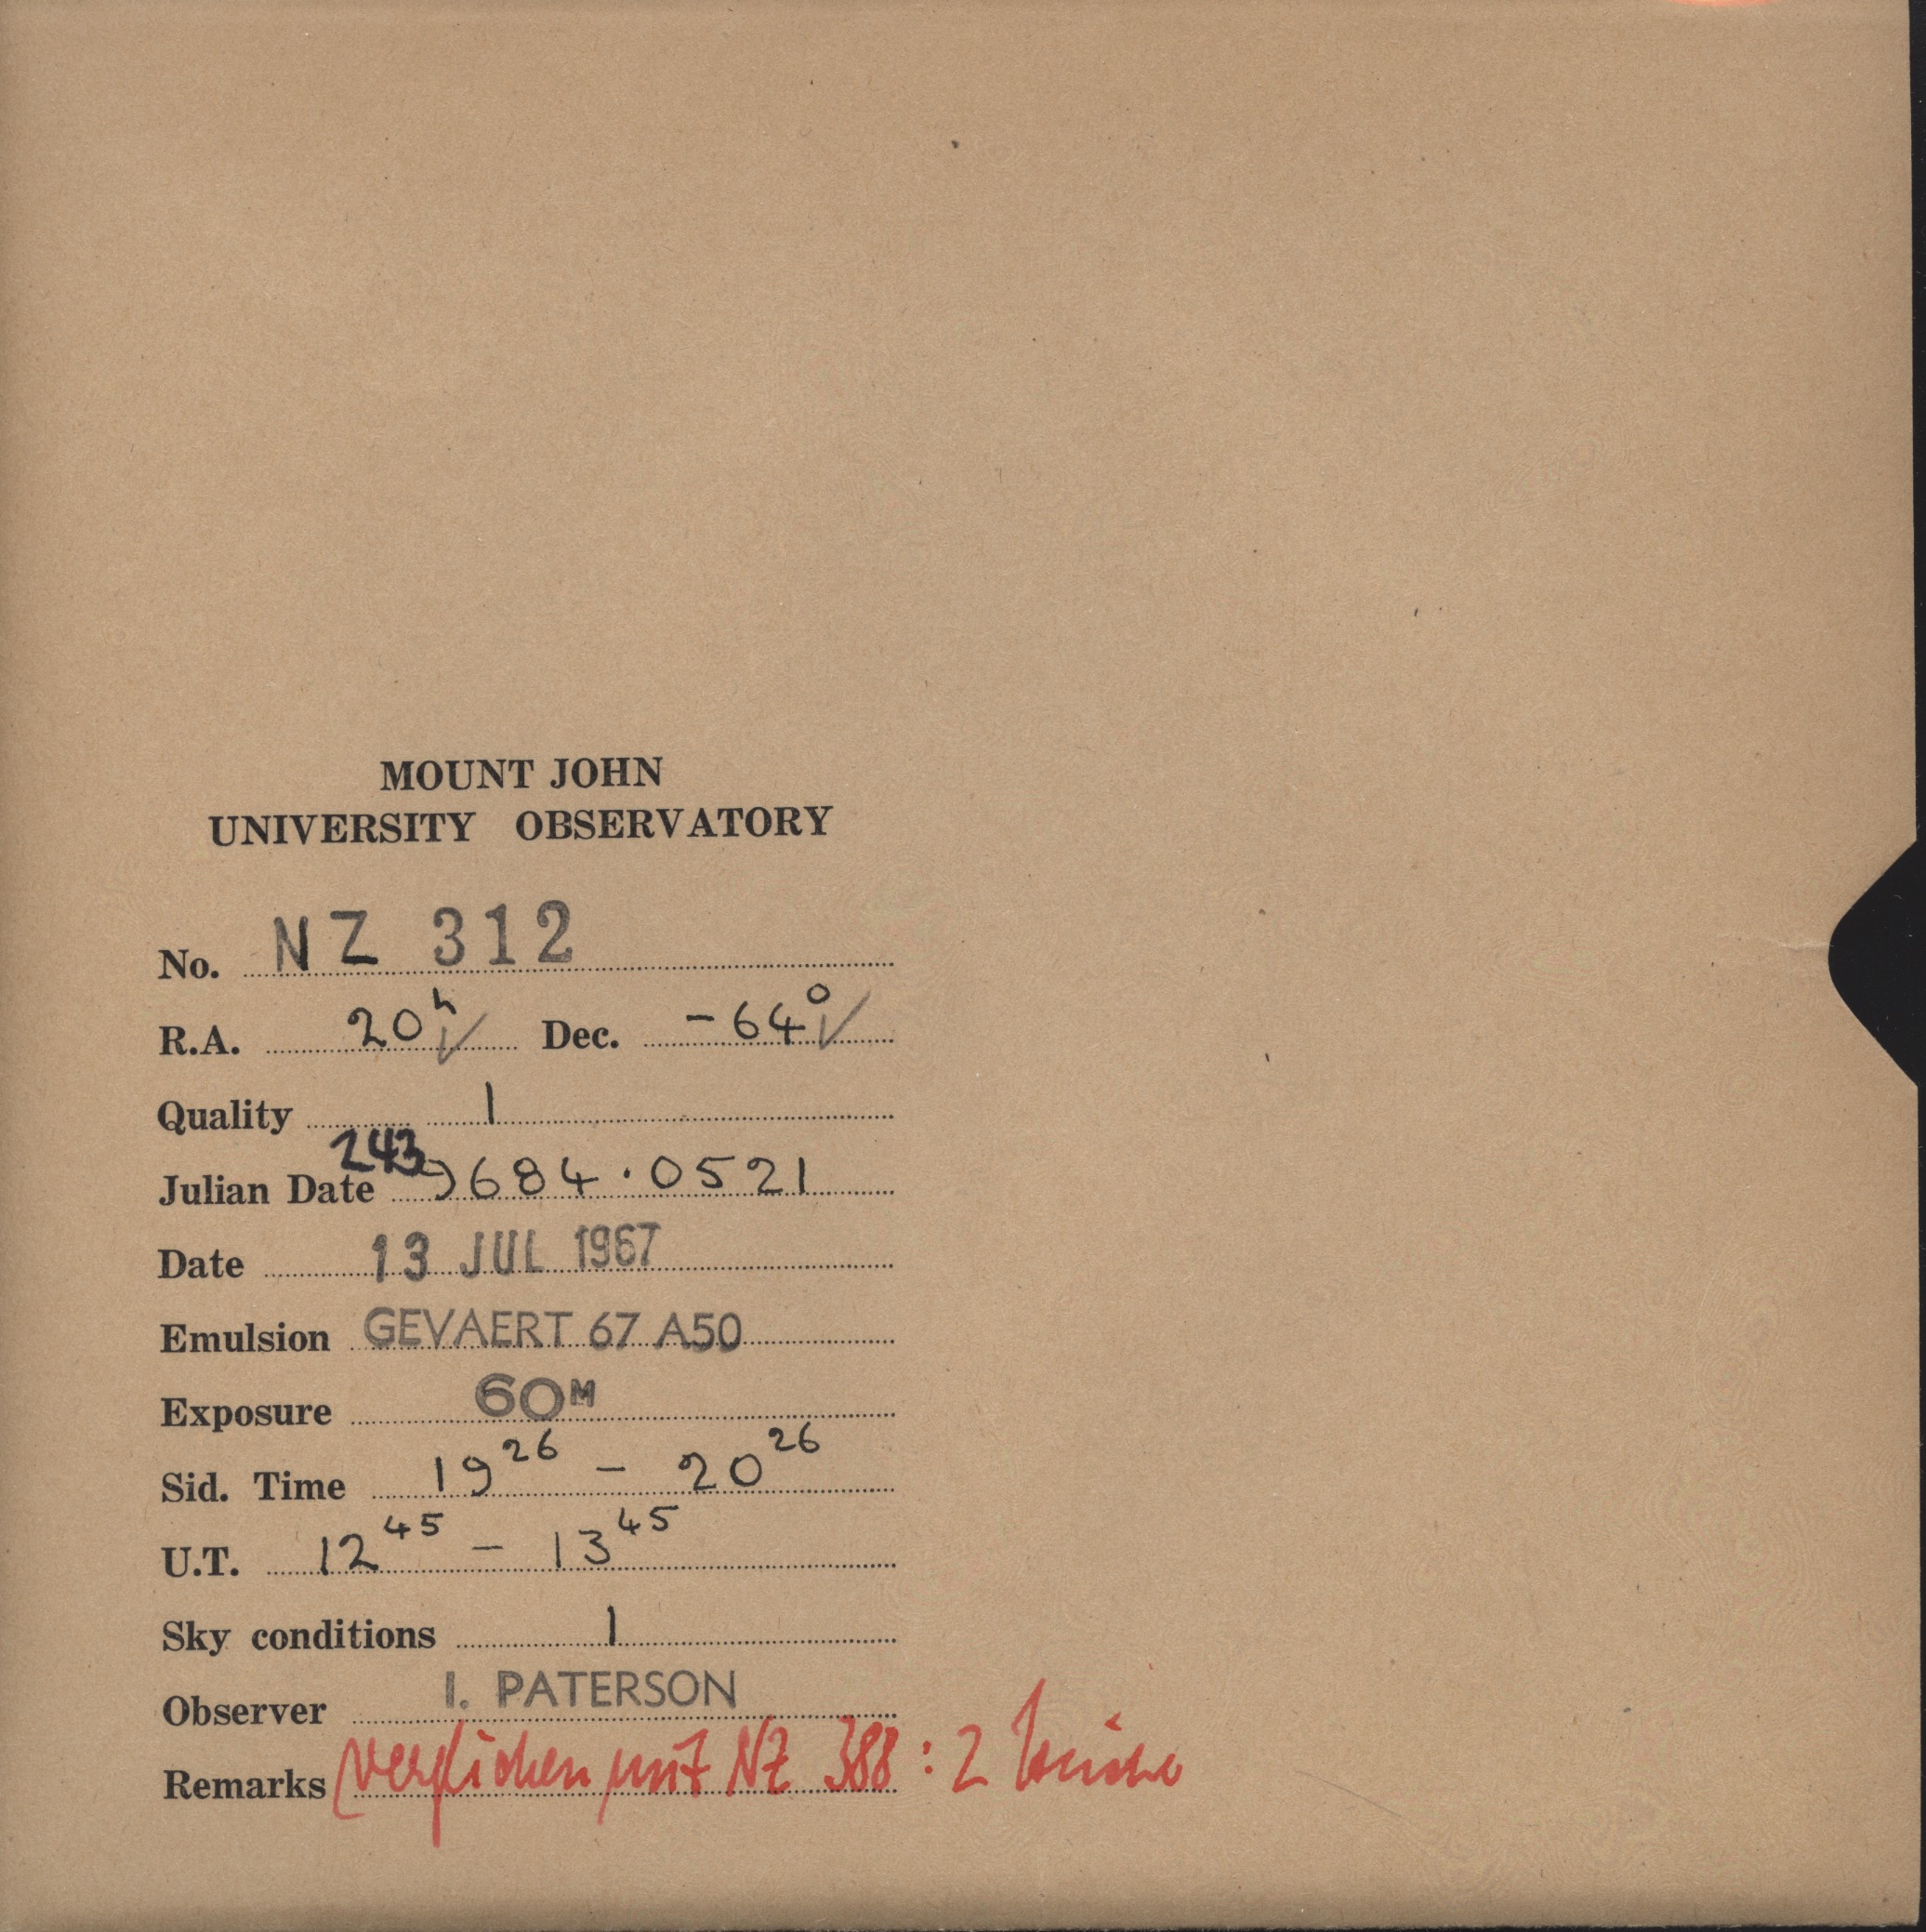 MOUNT JOHN
UNIVERSITY OBSERVATORY
No. NZ 312
R.A. 20h ✓ Dec. -64° ✓
Quality 1
Julian Date 2439684.0521
Date 13 JUL 1967
Emulsion GEVAERT 67 A50
Exposure 60M
Sid. Time 19 26 – 20 26
U.T. 12 45 – 13 45
Sky conditions 1
Observer I. PATERSON
Remarks verglichen mit NZ 388 : 2